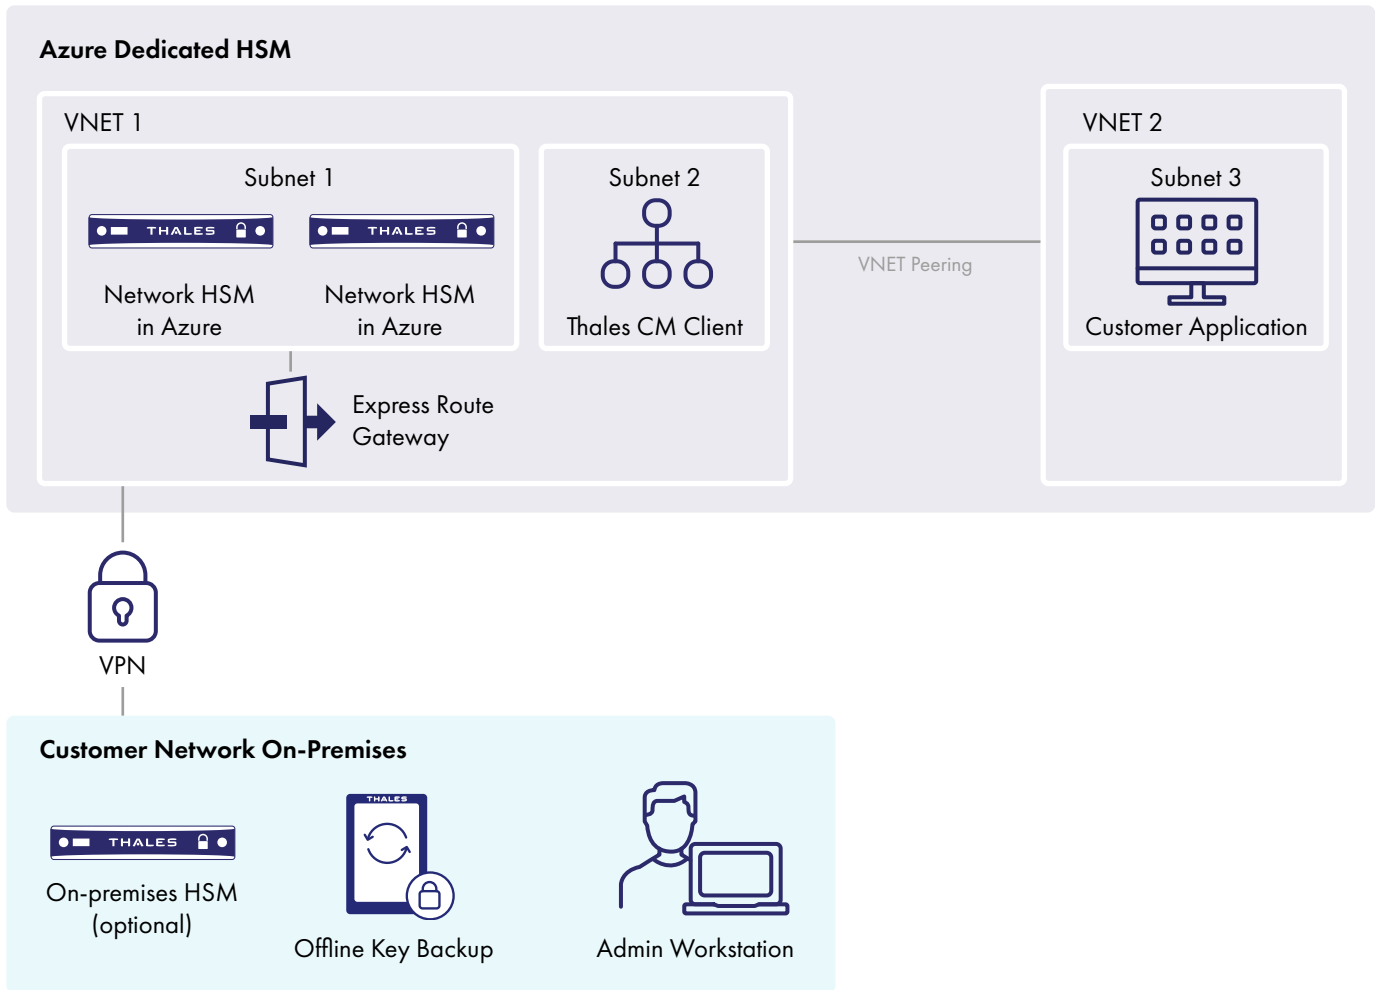 Azure Dedicated HSM
VNET 1
Subnet 1
THALES
THALES
Network HSM
in Azure
Network HSM
in Azure
Subnet 2
Thales CM Client
Express Route
Gateway
VNET Peering
VNET 2
Subnet 3
Customer Application
VPN
Customer Network On-Premises
THALES
On-premises HSM
(optional)
THALES
Offline Key Backup
Admin Workstation